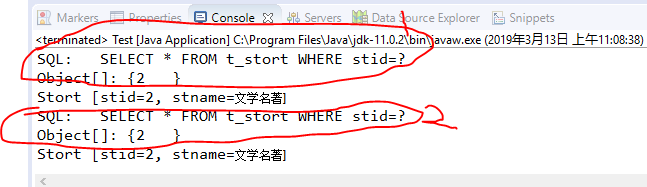 Markers Properties Console Servers Data Source Explorer Snippets
<terminated> Test [Java Application] C:\Program Files\Java\jdk-11.0.2\bin\javaw.exe (2019年3月13日 上午11:08:38)
SQL: SELECT * FROM t_stort WHERE stid=?
Object[]: {2 }
Stort [stid=2, stname=文学名著]
SQL: SELECT * FROM t_stort WHERE stid=? 2
Object[]: {2 }
Stort [stid=2, stname=文学名著]